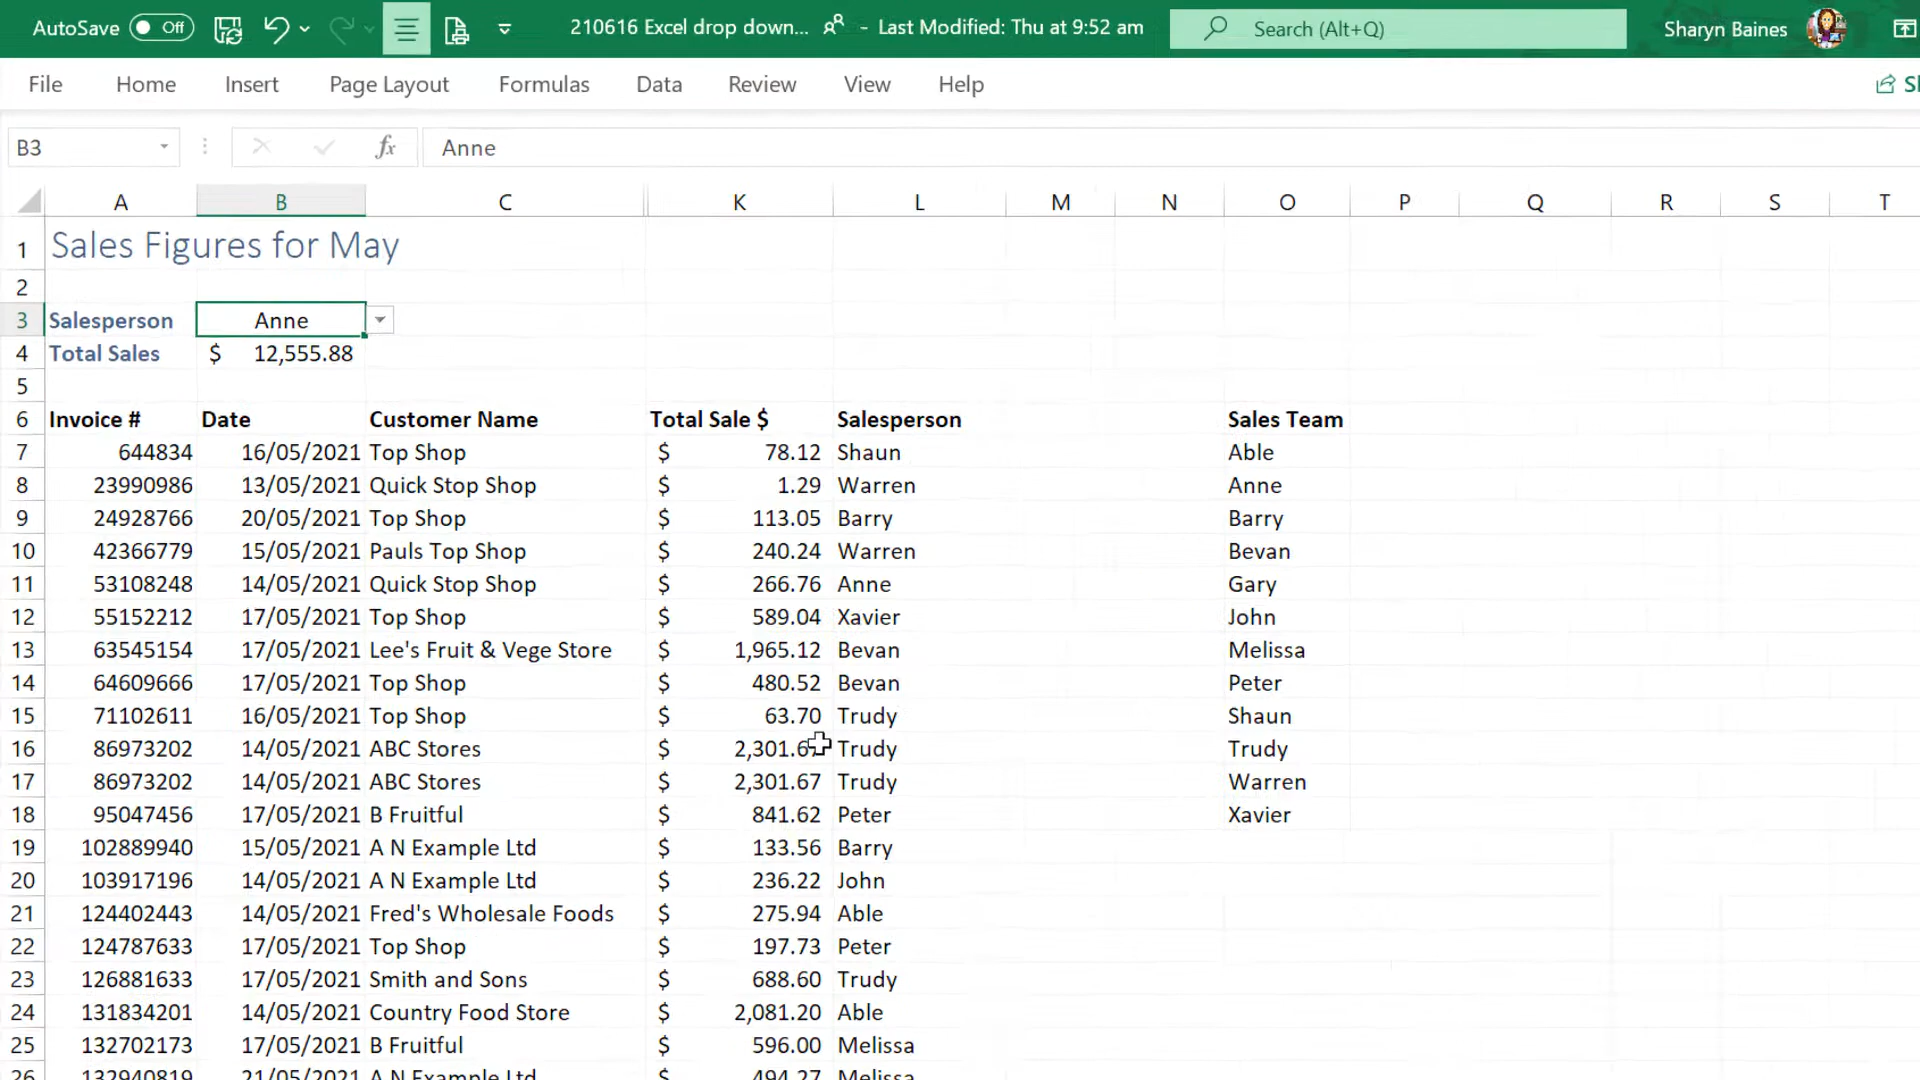 AutoSave Off 210616 Excel drop down... - Last Modified: Thu at 9:52 am Search (Alt+Q) Sharyn Baines
File Home Insert Page Layout Formulas Data Review View Help
B3 fx Anne
A B C K L M N O P Q R S T
1 Sales Figures for May
2
3 Salesperson Anne
4 Total Sales $ 12,555.88
5
6 Invoice # Date Customer Name Total Sale $ Salesperson Sales Team
7 644834 16/05/2021 Top Shop $ 78.12 Shaun Able
8 23990986 13/05/2021 Quick Stop Shop $ 1.29 Warren Anne
9 24928766 20/05/2021 Top Shop $ 113.05 Barry Barry
10 42366779 15/05/2021 Pauls Top Shop $ 240.24 Warren Bevan
11 53108248 14/05/2021 Quick Stop Shop $ 266.76 Anne Gary
12 55152212 17/05/2021 Top Shop $ 589.04 Xavier John
13 63545154 17/05/2021 Lee's Fruit & Vege Store $ 1,965.12 Bevan Melissa
14 64609666 17/05/2021 Top Shop $ 480.52 Bevan Peter
15 71102611 16/05/2021 Top Shop $ 63.70 Trudy Shaun
16 86973202 14/05/2021 ABC Stores $ Trudy Trudy
17 86973202 14/05/2021 ABC Stores $ 2,301.67 Trudy Warren
18 95047456 17/05/2021 B Fruitful $ 841.62 Peter Xavier
19 102889940 15/05/2021 A N Example Ltd $ 133.56 Barry
20 103917196 14/05/2021 A N Example Ltd $ 236.22 John
21 124402443 14/05/2021 Fred's Wholesale Foods $ 275.94 Able
22 124787633 17/05/2021 Top Shop $ 197.73 Peter
23 126881633 17/05/2021 Smith and Sons $ 688.60 Trudy
24 131834201 14/05/2021 Country Food Store $ 2,081.20 Able
25 132702173 17/05/2021 B Fruitful $ 596.00 Melissa
26 132940819 21/05/2021 A N Example Ltd $ 494.27 Melissa